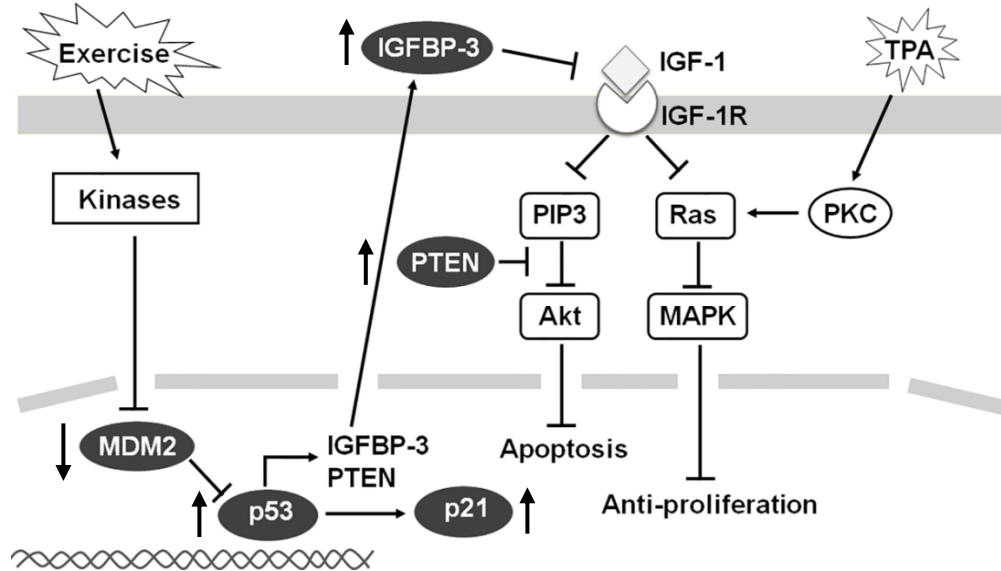 Exercise
IGFBP-3
TPA
IGF-1
IGF-1R
Kinases
PIP3
Ras
PKC
PTEN
Akt
MAPK
MDM2
IGFBP-3
PTEN
Apoptosis
p53
p21
Anti-proliferation